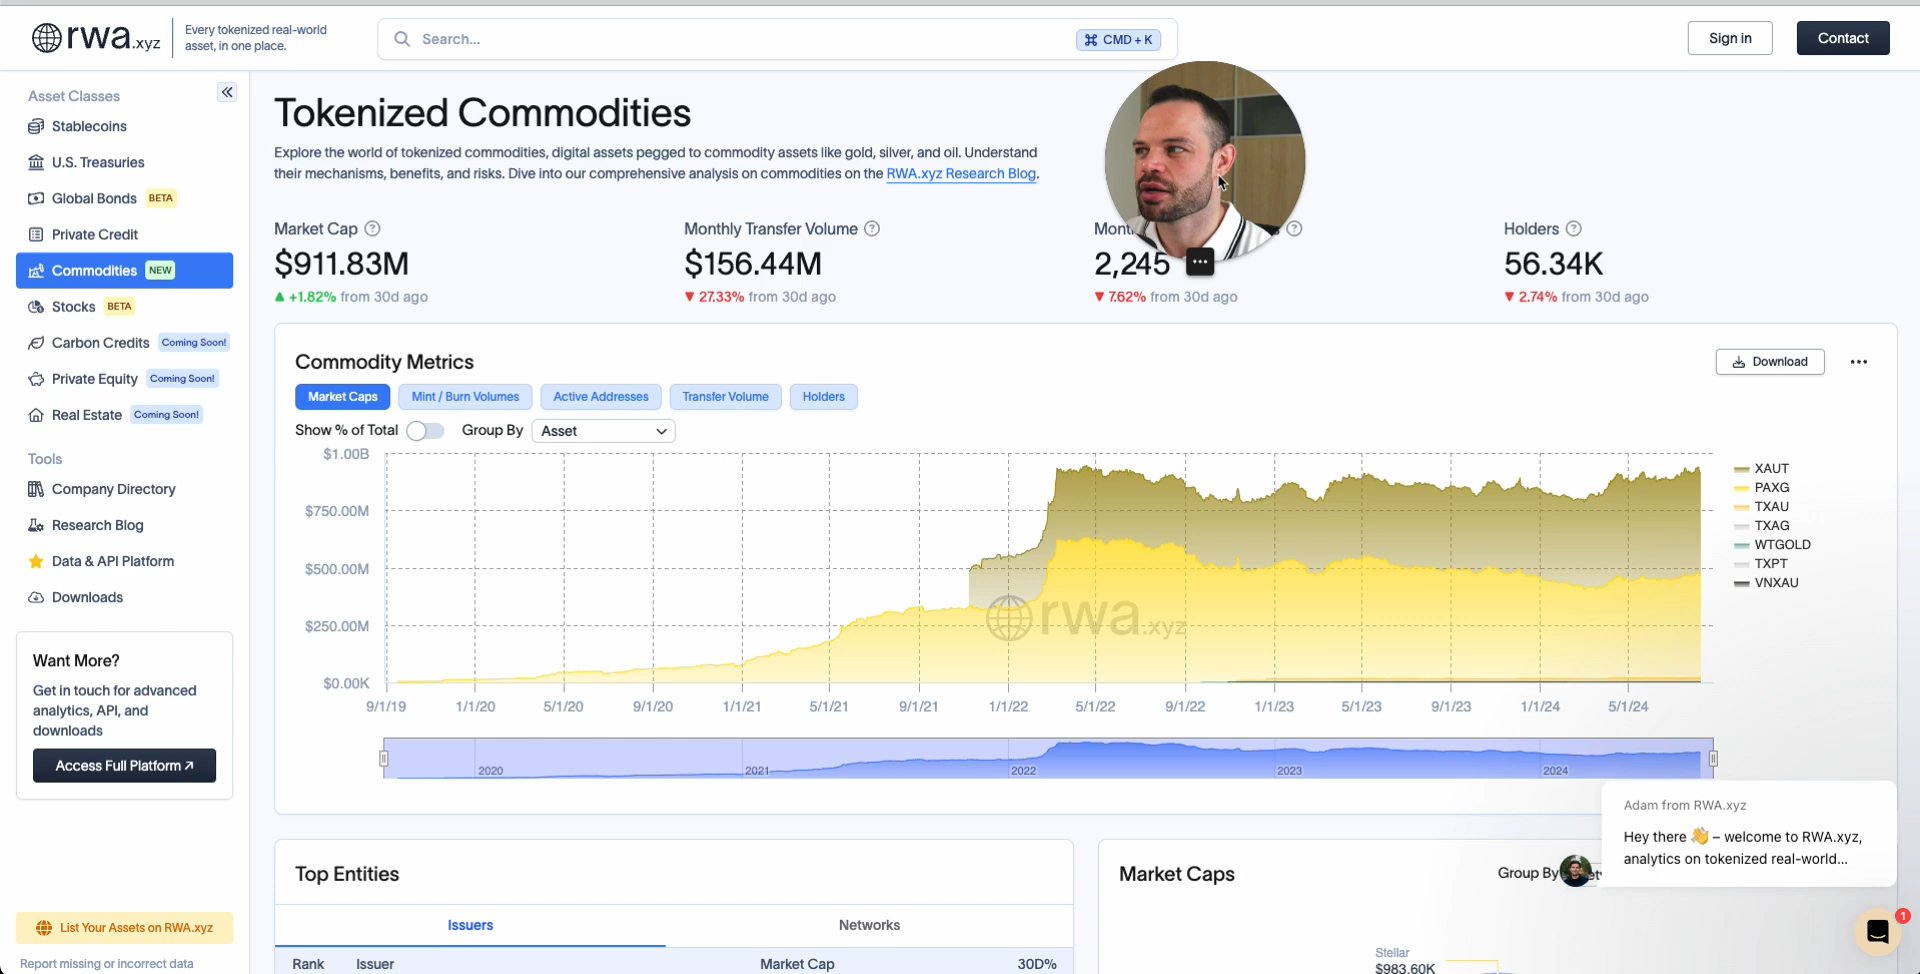 rwa.xyz
Every tokenized real-world
asset, in one place.
Search...
CMD + K
Sign in
Contact
Asset Classes
Stablecoins
U.S. Treasuries
Global Bonds BETA
Private Credit
Commodities NEW
Stocks BETA
Carbon Credits Coming Soon!
Private Equity Coming Soon!
Real Estate Coming Soon!
Tools
Company Directory
Research Blog
Data & API Platform
Downloads
Want More?
Get in touch for advanced
analytics, API, and
downloads
Access Full Platform ↗
List Your Assets on RWA.xyz
Report missing or incorrect data
Tokenized Commodities
Explore the world of tokenized commodities, digital assets pegged to commodity assets like gold, silver, and oil. Understand
their mechanisms, benefits, and risks. Dive into our comprehensive analysis on commodities on the RWA.xyz Research Blog.
Market Cap
$911.83M
▲ +1.82% from 30d ago
Monthly Transfer Volume
$156.44M
▼ 27.33% from 30d ago
2,245
▼ 7.62% from 30d ago
Holders
56.34K
▼ 2.74% from 30d ago
Commodity Metrics
Download
Market Caps Mint / Burn Volumes Active Addresses Transfer Volume Holders
Show % of Total Group By Asset
$1.00B
$750.00M
$500.00M
$250.00M
$0.00K
9/1/19 1/1/20 5/1/20 9/1/20 1/1/21 5/1/21 9/1/21 1/1/22 5/1/22 9/1/22 1/1/23 5/1/23 9/1/23 1/1/24 5/1/24
rwa.xyz
XAUT
PAXG
TXAU
TXAG
WTGOLD
TXPT
VNXAU
2020 2021 2022 2023 2024
Top Entities
Issuers Networks
Rank Issuer Market Cap 30D%
Market Caps
Group By
Stellar
$983.60K
Adam from RWA.xyz
Hey there 👋 – welcome to RWA.xyz,
analytics on tokenized real-world...
1